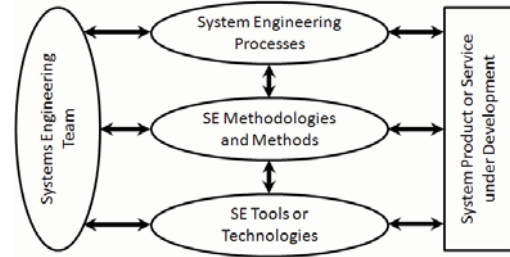 Systems Engineering
Team
System Engineering
Processes
SE Methodologies
and Methods
SE Tools or
Technologies
System Product or Service
under Development